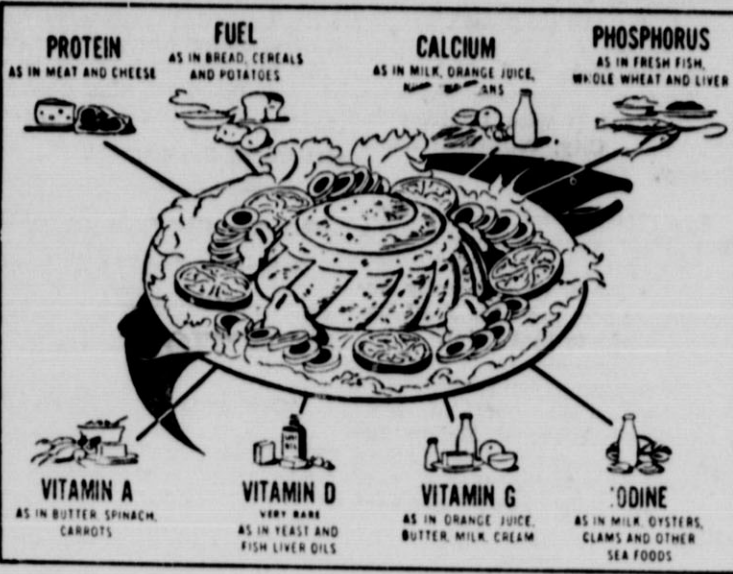 PROTEIN
AS IN MEAT AND CHEESE
FUEL
AS IN BREAD, CEREALS
AND POTATOES
CALCIUM
AS IN MILK, ORANGE JUICE,
PHOSPHORUS
AS IN FRESH FISH,
WHOLE WHEAT AND LIVER
VITAMIN A
AS IN BUTTER, SPINACH,
CARROTS
VITAMIN D
VERY RARE
AS IN YEAST AND
FISH LIVER OILS
VITAMIN G
AS IN ORANGE JUICE,
BUTTER, MILK, CREAM
IODINE
AS IN MILK, OYSTERS,
CLAMS AND OTHER
SEA FOODS